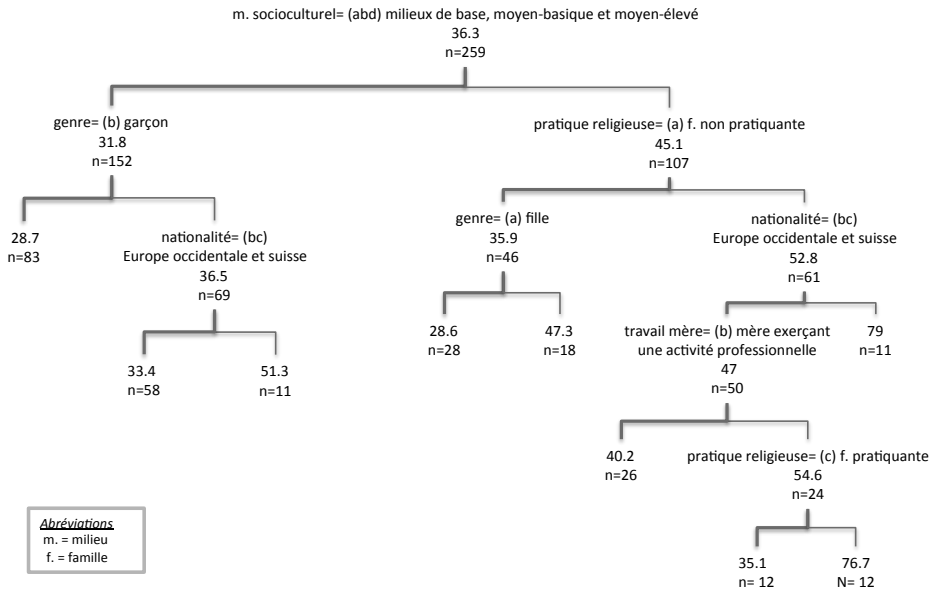 m. socioculturel= (abd) milieux de base, moyen-basique et moyen-élevé
36.3
n=259
genre= (b) garçon
31.8
n=152
pratique religieuse= (a) f. non pratiquante
45.1
n=107
28.7
n=83
nationalité= (bc)
Europe occidentale et suisse
36.5
n=69
genre= (a) fille
35.9
n=46
nationalité= (bc)
Europe occidentale et suisse
52.8
n=61
33.4
n=58
51.3
n=11
28.6
n=28
47.3
n=18
travail mère= (b) mère exerçant
une activité professionnelle
47
n=50
79
n=11
40.2
n=26
pratique religieuse= (c) f. pratiquante
54.6
n=24
35.1
n= 12
76.7
N= 12
Abréviations
m. = milieu
f. = famille